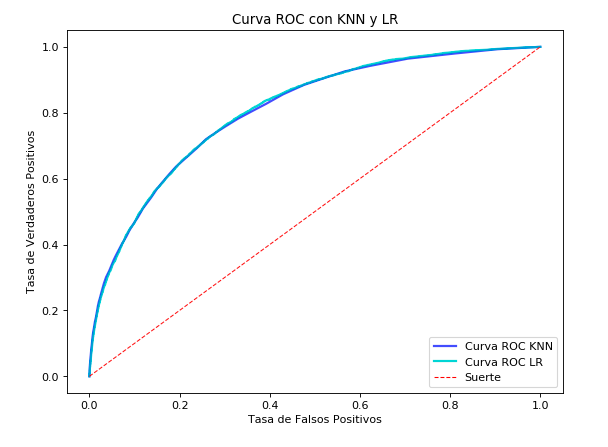 Curva ROC con KNN y LR
1.0
0.8
0.6
0.4
0.2
0.0
Tasa de Verdaderos Positivos
Curva ROC KNN
Curva ROC LR
Suerte
0.0 0.2 0.4 0.6 0.8 1.0
Tasa de Falsos Positivos